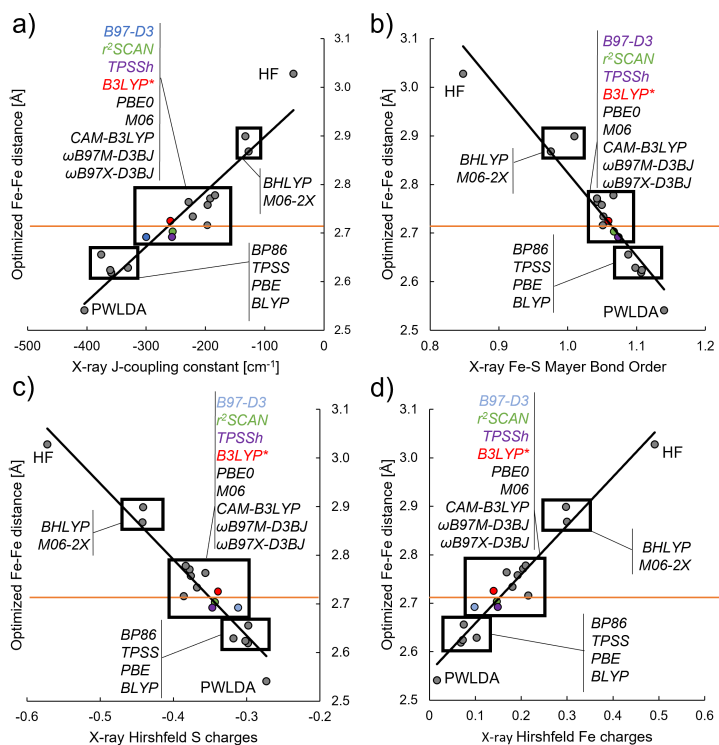 a)
Optimized Fe-Fe distance [Å]
B97-D3
r²SCAN
TPSSh
B3LYP*
PBE0
M06
CAM-B3LYP
ωB97M-D3BJ
ωB97X-D3BJ
HF
BHLYP
M06-2X
BP86
TPSS
PBE
BLYP
PWLDA
3.1
3.0
2.9
2.8
2.7
2.6
2.5
-500 -400 -300 -200 -100 0
X-ray J-coupling constant [cm⁻¹]
b)
Optimized Fe-Fe distance [Å]
3.1
3.0
2.9
2.8
2.7
2.6
2.5
B97-D3
r²SCAN
TPSSh
B3LYP*
PBE0
M06
CAM-B3LYP
ωB97M-D3BJ
ωB97X-D3BJ
HF
BHLYP
M06-2X
BP86
TPSS
PBE
BLYP
PWLDA
0.8 0.9 1.0 1.1 1.2
X-ray Fe-S Mayer Bond Order
c)
Optimized Fe-Fe distance [Å]
B97-D3
r²SCAN
TPSSh
B3LYP*
PBE0
M06
CAM-B3LYP
ωB97M-D3BJ
ωB97X-D3BJ
HF
BHLYP
M06-2X
BP86
TPSS
PBE
BLYP
PWLDA
3.1
3.0
2.9
2.8
2.7
2.6
2.5
-0.6 -0.5 -0.4 -0.3 -0.2
X-ray Hirshfeld S charges
d)
Optimized Fe-Fe distance [Å]
3.1
3.0
2.9
2.8
2.7
2.6
2.5
B97-D3
r²SCAN
TPSSh
B3LYP*
PBE0
M06
CAM-B3LYP
ωB97M-D3BJ
ωB97X-D3BJ
HF
BHLYP
M06-2X
BP86
TPSS
PBE
BLYP
PWLDA
0 0.1 0.2 0.3 0.4 0.5 0.6
X-ray Hirshfeld Fe charges